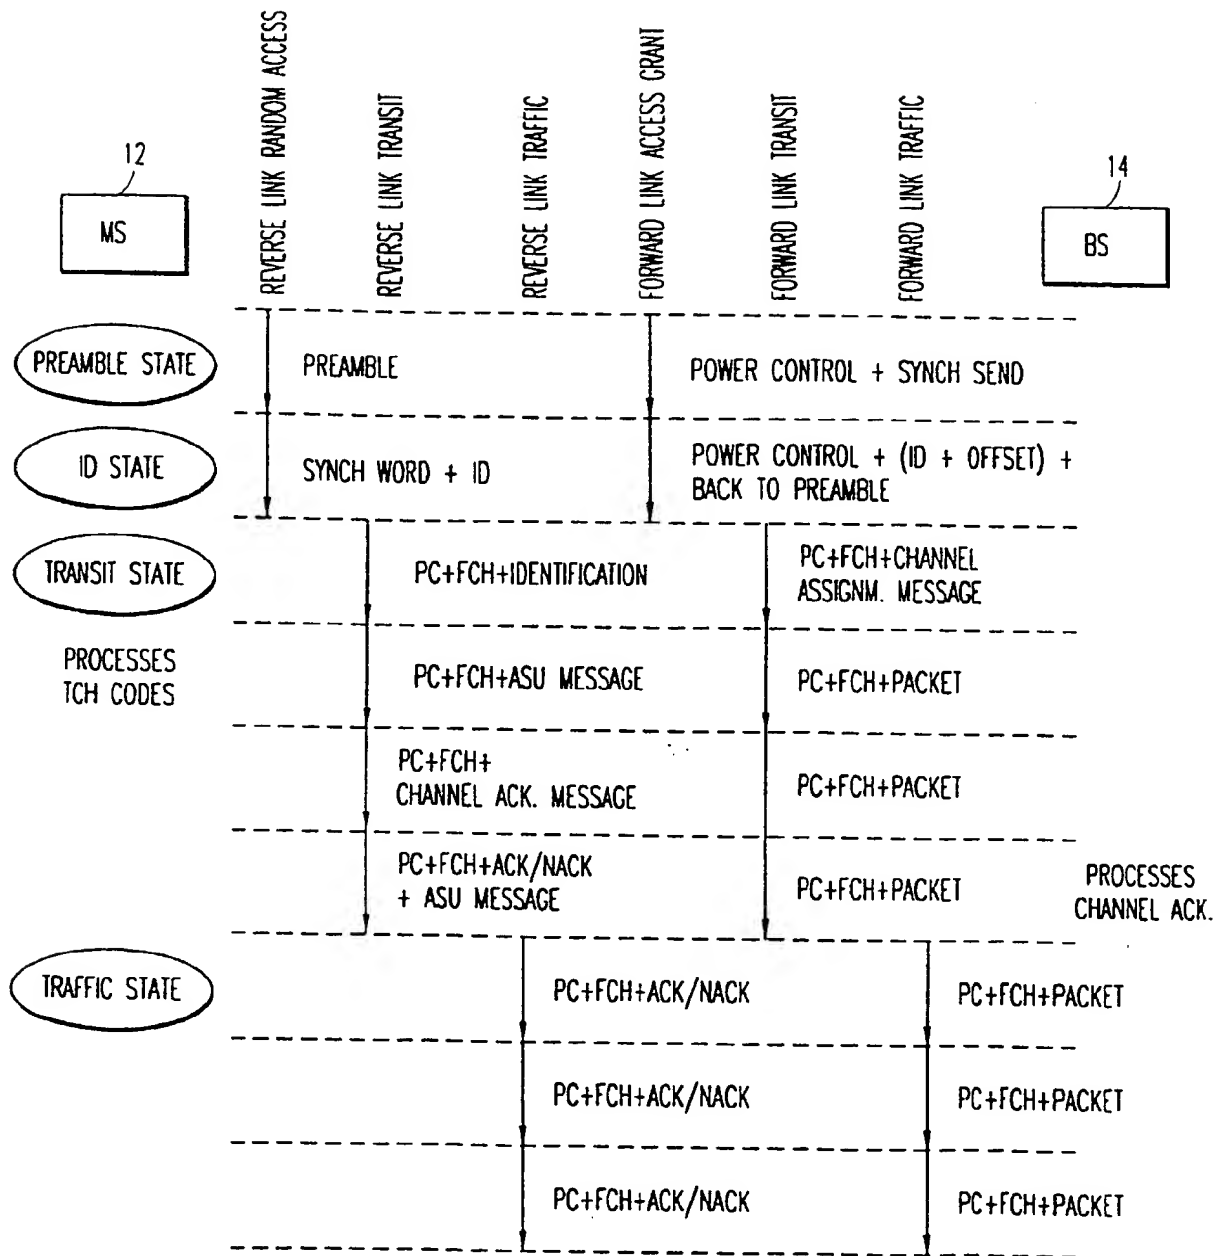 12
MS
REVERSE LINK RANDOM ACCESS
REVERSE LINK TRANSIT
REVERSE LINK TRAFFIC
FORWARD LINK ACCESS GRANT
FORWARD LINK TRANSIT
FORWARD LINK TRAFFIC
14
BS
PREAMBLE STATE
PREAMBLE
POWER CONTROL + SYNCH SEND
ID STATE
SYNCH WORD + ID
POWER CONTROL + (ID + OFFSET) +
BACK TO PREAMBLE
TRANSIT STATE
PC+FCH+IDENTIFICATION
PC+FCH+CHANNEL
ASSIGNM. MESSAGE
PROCESSES
TCH CODES
PC+FCH+ASU MESSAGE
PC+FCH+PACKET
PC+FCH+
CHANNEL ACK. MESSAGE
PC+FCH+PACKET
PC+FCH+ACK/NACK
+ ASU MESSAGE
PC+FCH+PACKET
PROCESSES
CHANNEL ACK.
TRAFFIC STATE
PC+FCH+ACK/NACK
PC+FCH+PACKET
PC+FCH+ACK/NACK
PC+FCH+PACKET
PC+FCH+ACK/NACK
PC+FCH+PACKET